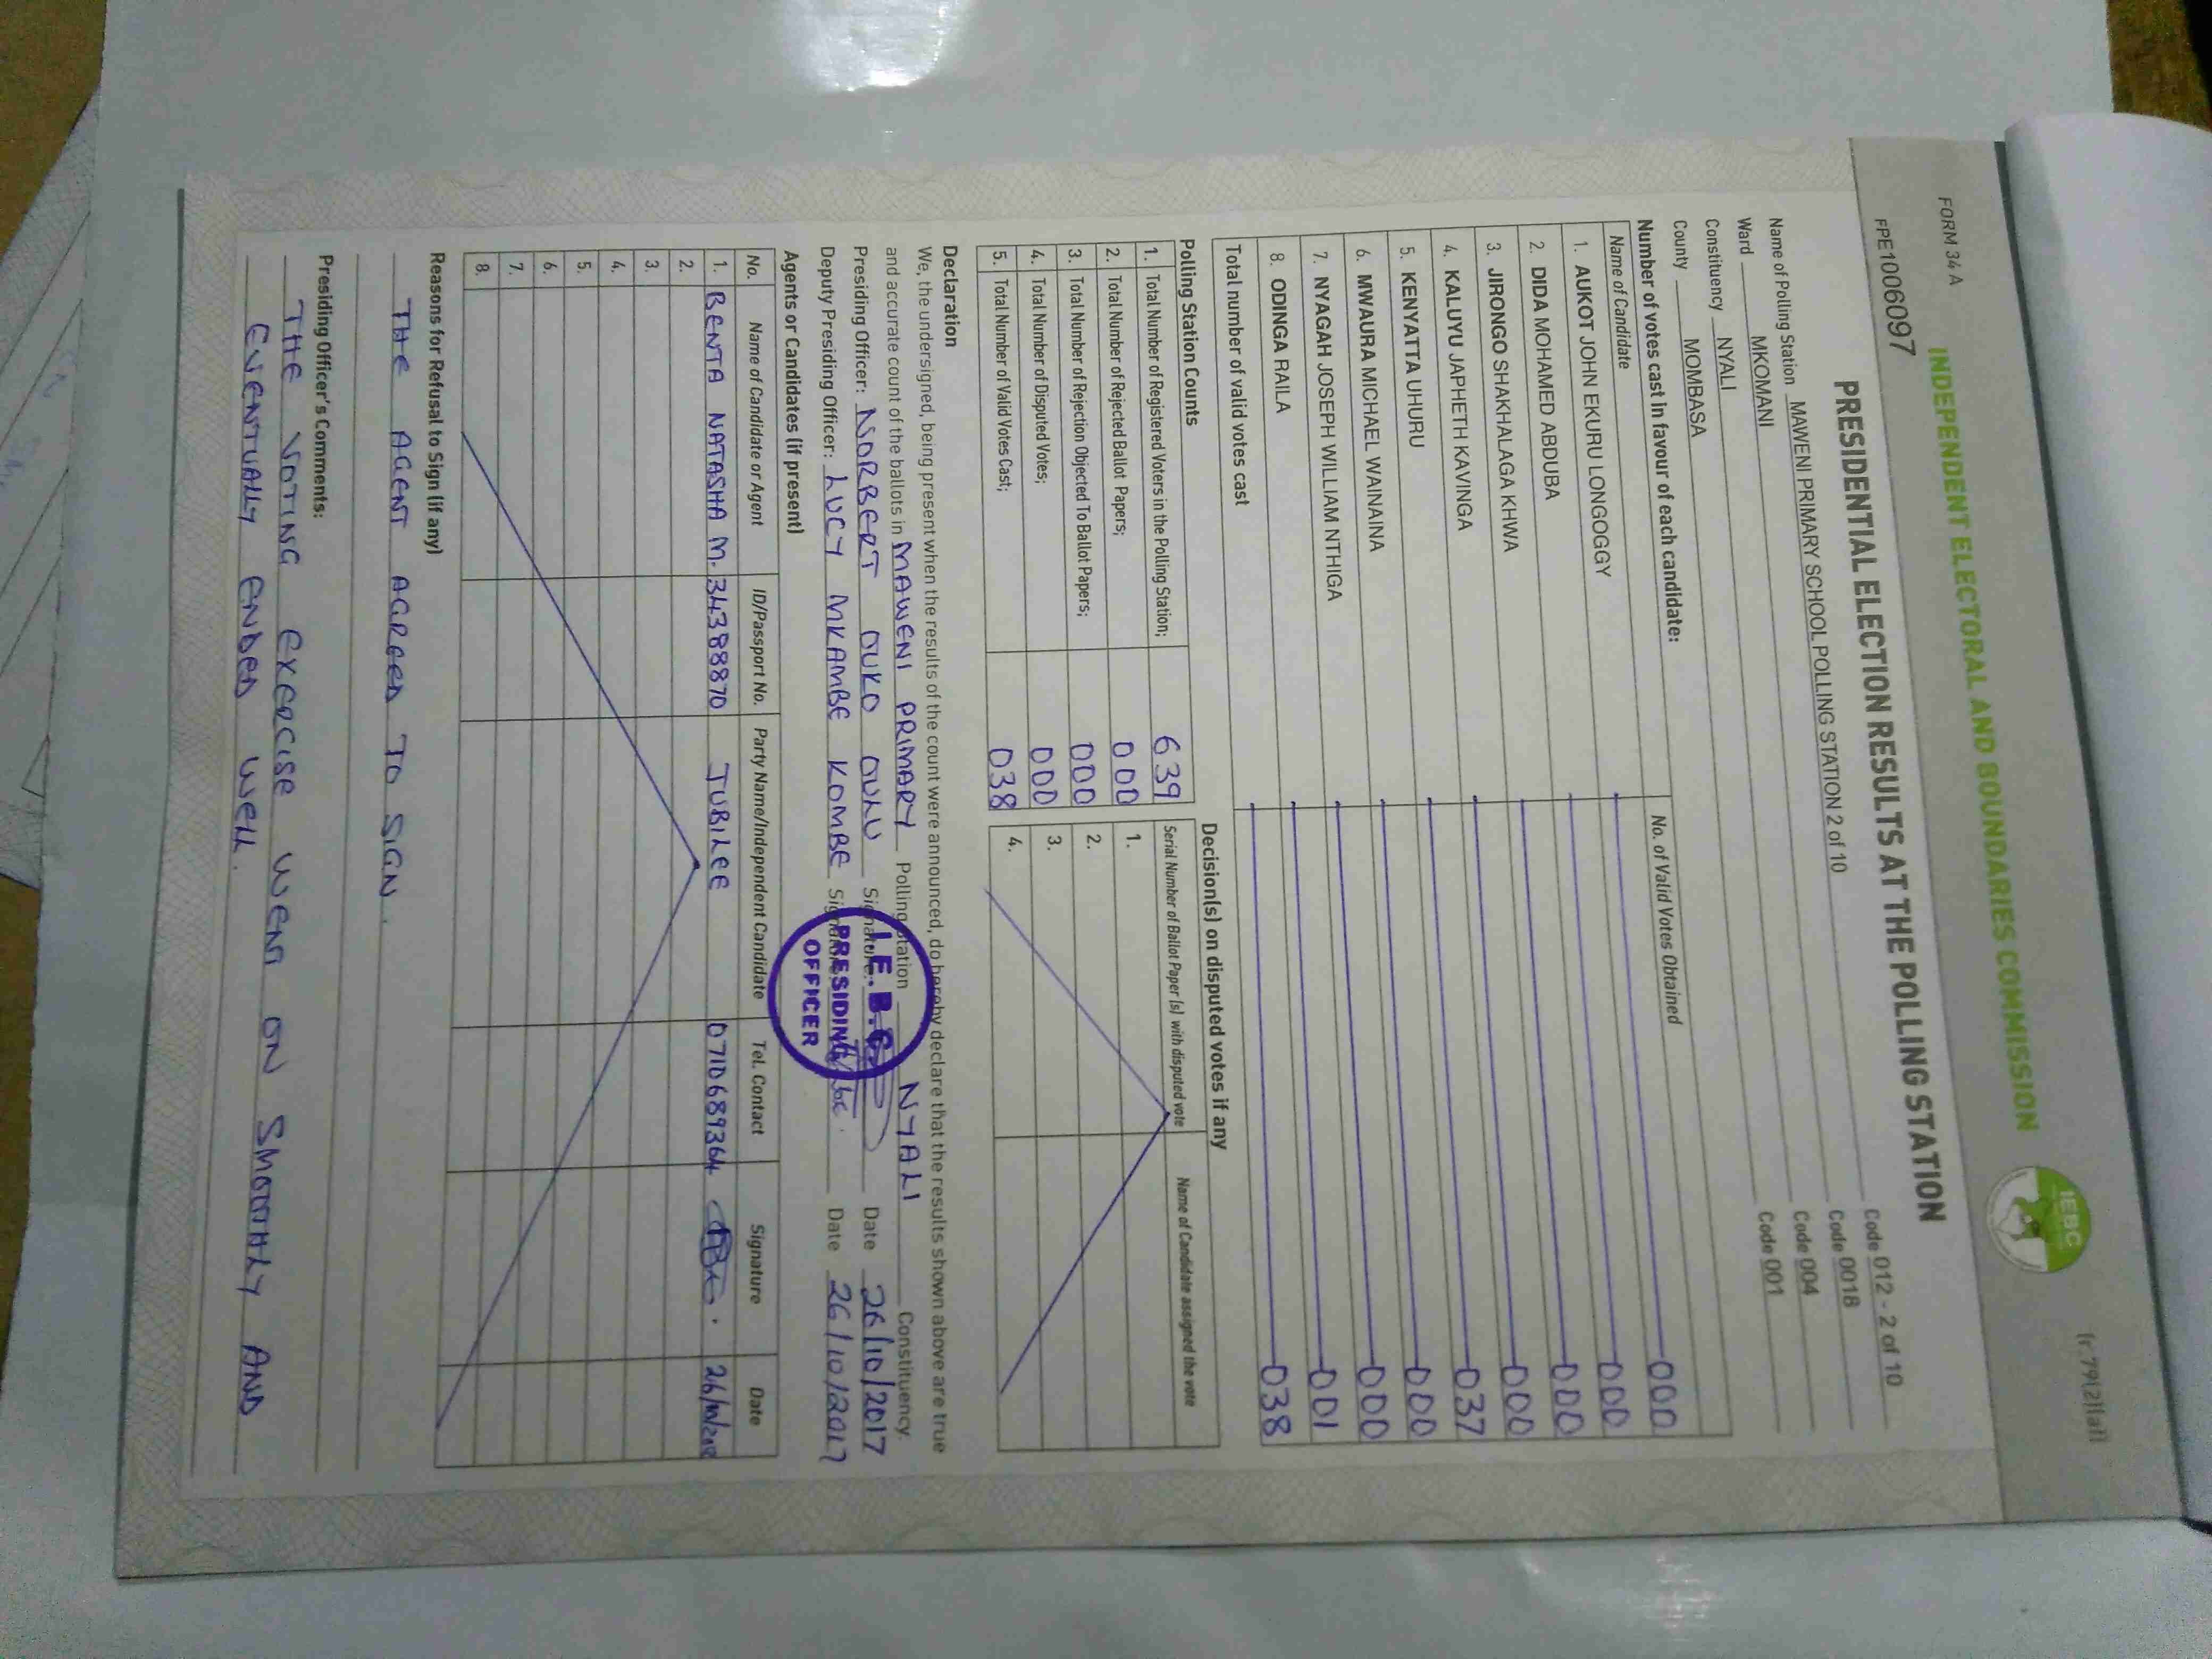 FORM 34 A
(r.79(2)(a))
INDEPENDENT ELECTORAL AND BOUNDARIES COMMISSION
IEBC
FPE1006097
PRESIDENTIAL ELECTION RESULTS AT THE POLLING STATION
Name of Polling Station MAWENI PRIMARY SCHOOL POLLING STATION 2 of 10 Code 012 - 2 of 10
Ward MKOMANI Code 0018
Constituency NYALI Code 004
County MOMBASA Code 001
Number of votes cast in favour of each candidate:
Name of Candidate No. of Valid Votes Obtained
1. AUKOT JOHN EKURU LONGOGGY 000
2. DIDA MOHAMED ABDUBA 000
3. JIRONGO SHAKHALAGA KHWA 000
4. KALUYU JAPHETH KAVINGA 000
5. KENYATTA UHURU 037
6. MWAURA MICHAEL WAINAINA 000
7. NYAGAH JOSEPH WILLIAM NTHIGA 000
8. ODINGA RAILA 001
Total number of valid votes cast 038
Polling Station Counts
1. Total Number of Registered Voters in the Polling Station; 639
2. Total Number of Rejected Ballot Papers; 000
3. Total Number of Rejection Objected To Ballot Papers; 000
4. Total Number of Disputed Votes; 000
5. Total Number of Valid Votes Cast; 038
Decision(s) on disputed votes if any
Serial Number of Ballot Paper (s) with disputed vote Name of Candidate assigned the vote
1.
2.
3.
4.
Declaration
We, the undersigned, being present when the results of the count were announced, do hereby declare that the results shown above are true
and accurate count of the ballots in MAWENI PRIMARY Polling Station NYALI Constituency.
Presiding Officer: NORBERT OUKO OULU Signature: Date 26/10/2017
Deputy Presiding Officer: LUCY MKAMBE KOMBE Signature: Date 26/10/2017
I.E.B.C.
PRESIDING
OFFICER
Agents or Candidates (if present)
No. Name of Candidate or Agent ID/Passport No. Party Name/Independent Candidate Tel. Contact Signature Date
1. BENTA NATASHA M. 34388870 JUBILEE 0710689364 26/10/2017
2.
3.
4.
5.
6.
7.
8.
Reasons for Refusal to Sign (if any)
THE AGENT AGREED TO SIGN.
Presiding Officer's Comments:
THE VOTING EXERCISE WENT ON SMOOTHLY AND
EVENTUALLY ENDED WELL.